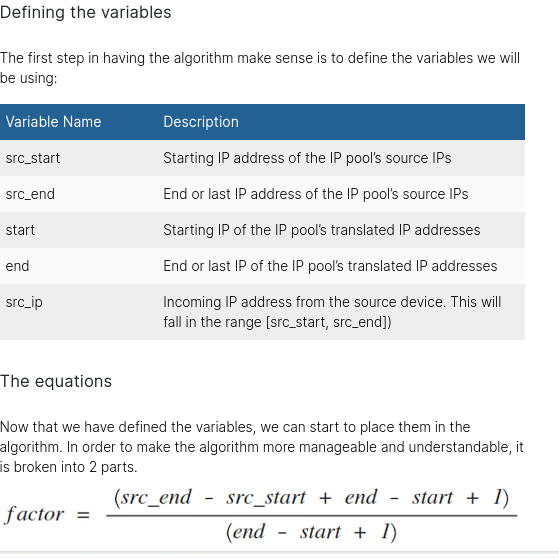 Defining the variables
The first step in having the algorithm make sense is to define the variables we will
be using:
Variable Name Description
src_start Starting IP address of the IP pool's source IPs
src_end End or last IP address of the IP pool's source IPs
start Starting IP of the IP pool's translated IP addresses
end End or last IP of the IP pool's translated IP addresses
src_ip Incoming IP address from the source device. This will
fall in the range [src_start, src_end])
The equations
Now that we have defined the variables, we can start to place them in the
algorithm. In order to make the algorithm more manageable and understandable, it
is broken into 2 parts.
(src_end - src_start + end - start + 1)
factor =
(end - start + 1)